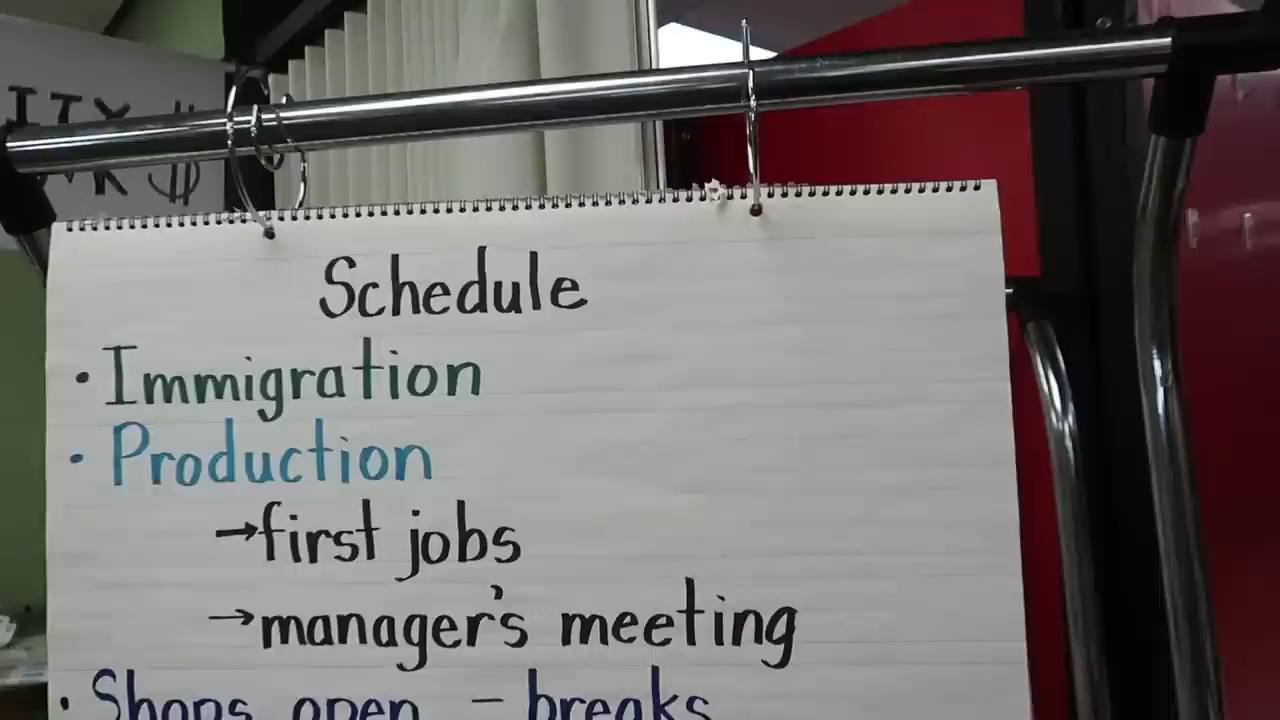 Schedule
• Immigration
• Production
→first jobs
→manager's meeting
• Shops open – breaks
$